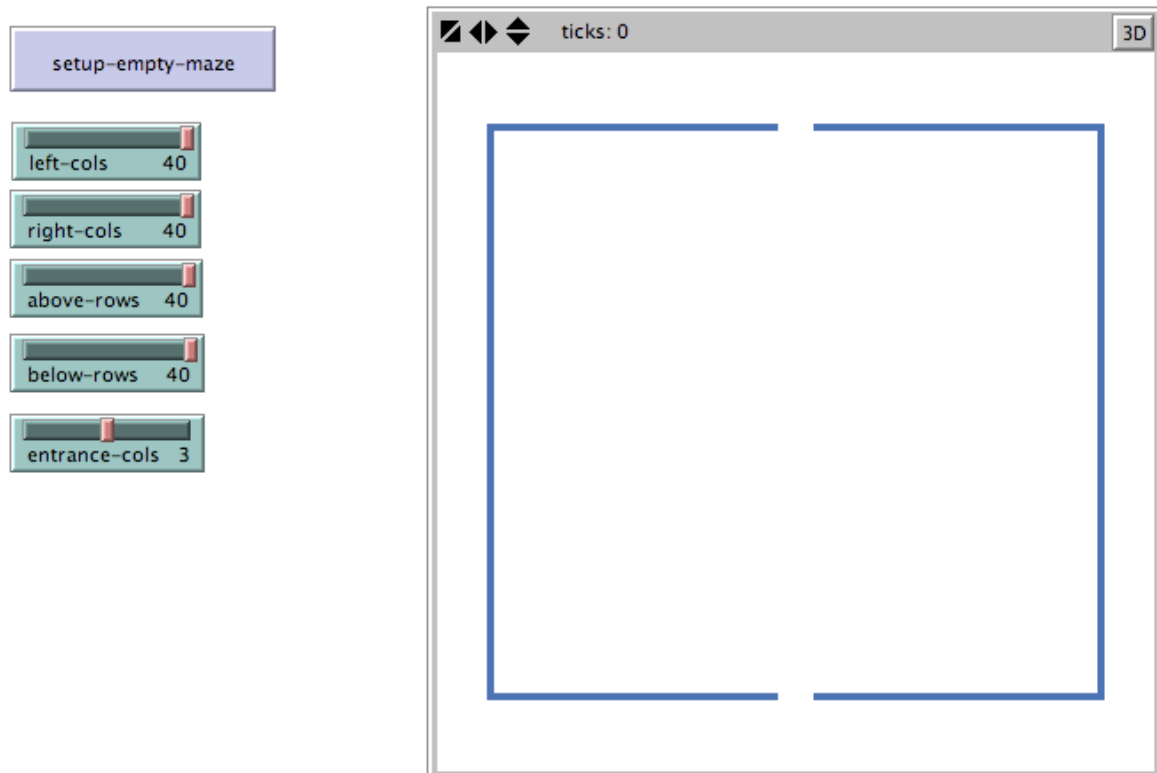 setup-empty-maze
left-cols 40
right-cols 40
above-rows 40
below-rows 40
entrance-cols 3
ticks: 0
3D